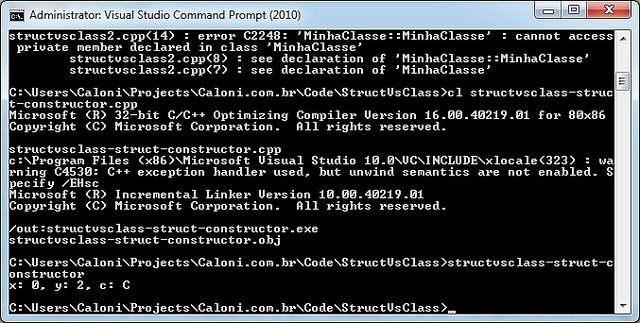 Administrator: Visual Studio Command Prompt (2010)
structvsclass2.cpp(14) : error C2248: 'MinhaClasse::MinhaClasse' : cannot access
 private member declared in class 'MinhaClasse'
        structvsclass2.cpp(8) : see declaration of 'MinhaClasse::MinhaClasse'
        structvsclass2.cpp(7) : see declaration of 'MinhaClasse'
C:\Users\Caloni\Projects\Caloni.com.br\Code\StructVsClass>cl structvsclass-struc
t-constructor.cpp
Microsoft (R) 32-bit C/C++ Optimizing Compiler Version 16.00.40219.01 for 80x86
Copyright (C) Microsoft Corporation.  All rights reserved.
structvsclass-struct-constructor.cpp
c:\Program Files (x86)\Microsoft Visual Studio 10.0\VC\INCLUDE\xlocale(323) : wa
rning C4530: C++ exception handler used, but unwind semantics are not enabled. S
pecify /EHsc
Microsoft (R) Incremental Linker Version 10.00.40219.01
Copyright (C) Microsoft Corporation.  All rights reserved.
/out:structvsclass-struct-constructor.exe
structvsclass-struct-constructor.obj
C:\Users\Caloni\Projects\Caloni.com.br\Code\StructVsClass>structvsclass-struct-c
onstructor
x: 0, y: 2, c: C
C:\Users\Caloni\Projects\Caloni.com.br\Code\StructVsClass>_